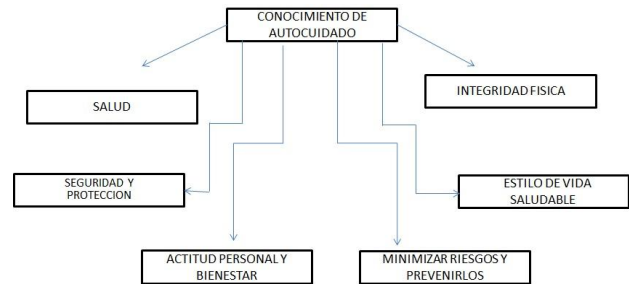 CONOCIMIENTO DE
AUTOCUIDADO
INTEGRIDAD FISICA
SALUD
SEGURIDAD Y
PROTECCION
ESTILO DE VIDA
SALUDABLE
ACTITUD PERSONAL Y
BIENESTAR
MINIMIZAR RIESGOS Y
PREVENIRLOS